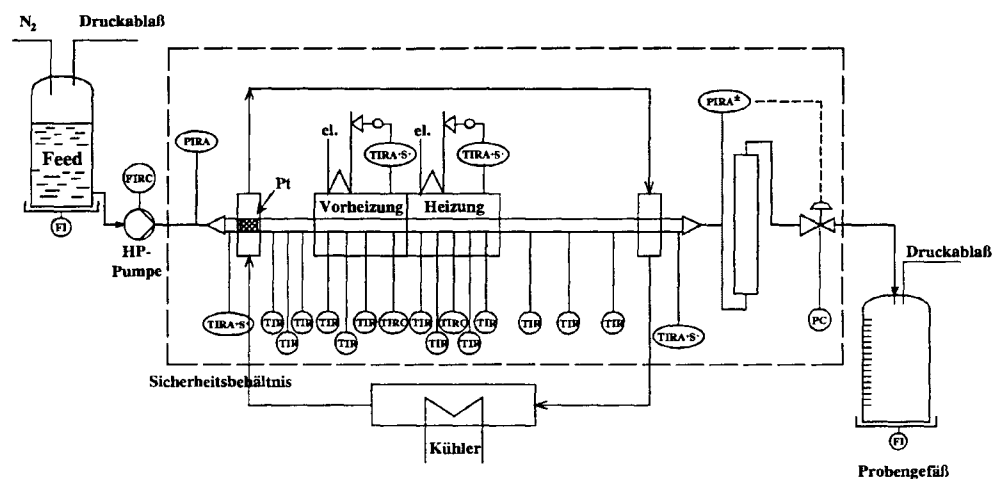 N2 Druckablaß
Feed
FI
FIRC
HP-
Pumpe
PIRA
Pt
el. el.
TIRA+S+ TIRA+S+
Vorheizung Heizung
PIRA±
TIRA+S+ TIR TIR TIR TIR TIR TIR TIRC TIR TIR TIRC TIR TIR TIR TIR TIR TIRA+S+
PC
Druckablaß
Sicherheitsbehältnis
Kühler
FI
Probengefäß